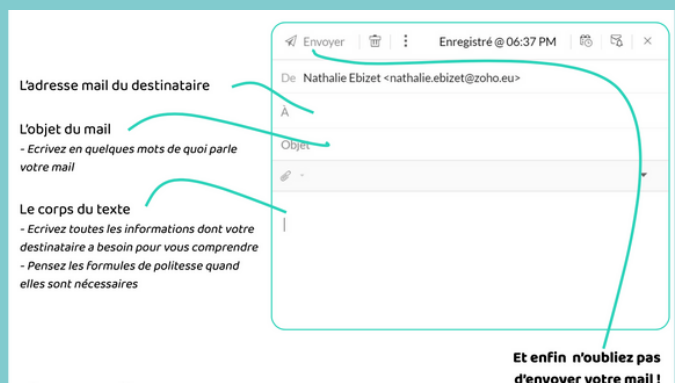 Envoyer Enregistré @ 06:37 PM
De Nathalie Ebizet <nathalie.ebizet@zoho.eu>
L'adresse mail du destinataire
À
L'objet du mail
Objet
- Ecrivez en quelques mots de quoi parle
votre mail
Le corps du texte
- Ecrivez toutes les informations dont votre
destinataire a besoin pour vous comprendre
- Pensez les formules de politesse quand
elles sont nécessaires
Et enfin n'oubliez pas
d'envoyer votre mail !